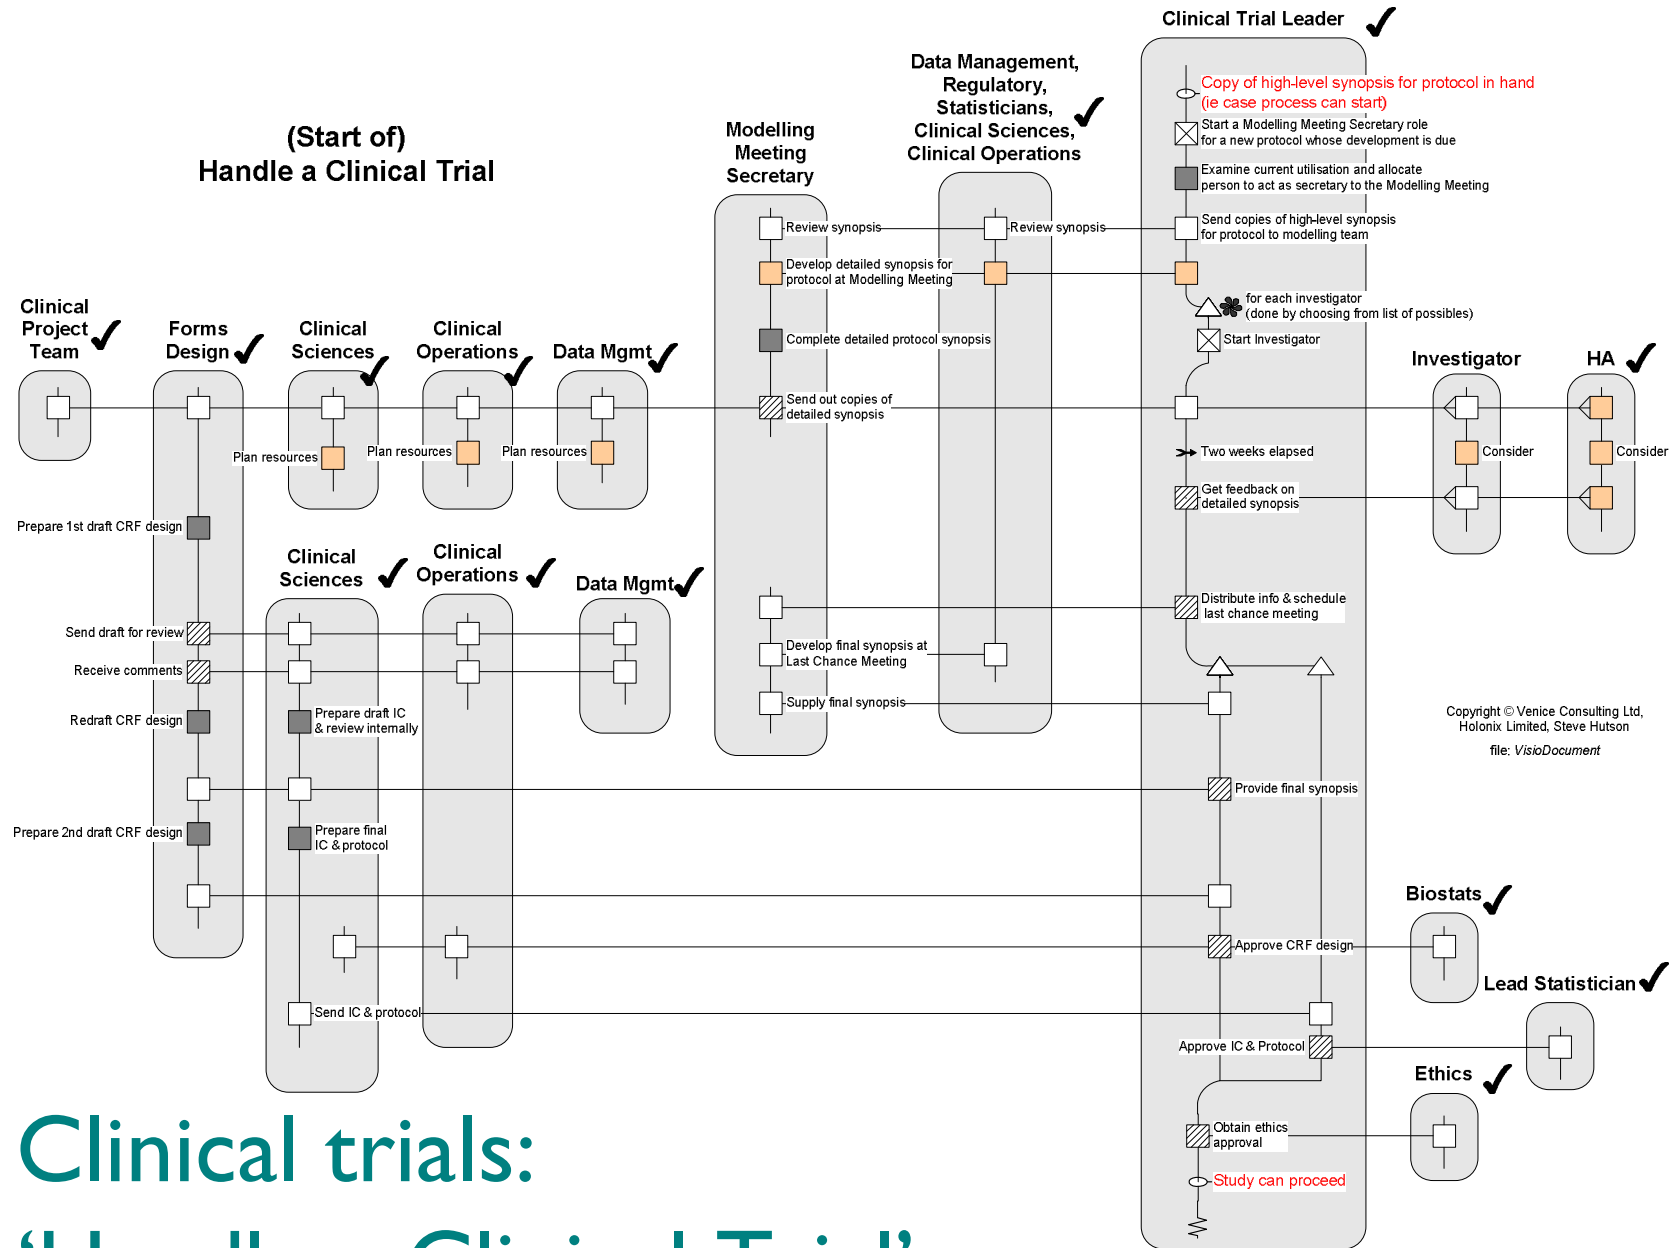 Clinical Trial Leader
Data Management,
Regulatory,
Statisticians,
Clinical Sciences,
Clinical Operations
Copy of high-level synopsis for protocol in hand
(ie case process can start)
(Start of)
Handle a Clinical Trial
Modelling
Meeting
Secretary
Start a Modelling Meeting Secretary role
for a new protocol whose development is due
Examine current utilisation and allocate
person to act as secretary to the Modelling Meeting
Review synopsis
Review synopsis
Send copies of high-level synopsis
for protocol to modelling team
Develop detailed synopsis for
protocol at Modelling Meeting
for each investigator
(done by choosing from list of possibles)
Clinical
Project
Team
Forms
Design
Clinical
Sciences
Clinical
Operations
Data Mgmt
Complete detailed protocol synopsis
Start Investigator
Investigator
HA
Send out copies of
detailed synopsis
Plan resources
Plan resources
Plan resources
Two weeks elapsed
Consider
Consider
Get feedback on
detailed synopsis
Prepare 1st draft CRF design
Clinical
Sciences
Clinical
Operations
Data Mgmt
Distribute info & schedule
last chance meeting
Send draft for review
Develop final synopsis at
Last Chance Meeting
Receive comments
Supply final synopsis
Redraft CRF design
Prepare draft IC
& review internally
Copyright © Venice Consulting Ltd,
Holonix Limited, Steve Hutson
file: VisioDocument
Provide final synopsis
Prepare 2nd draft CRF design
Prepare final
IC & protocol
Biostats
Approve CRF design
Lead Statistician
Send IC & protocol
Approve IC & Protocol
Ethics
Obtain ethics
approval
Study can proceed
Clinical trials:
‘Handle a Clinical Trial’